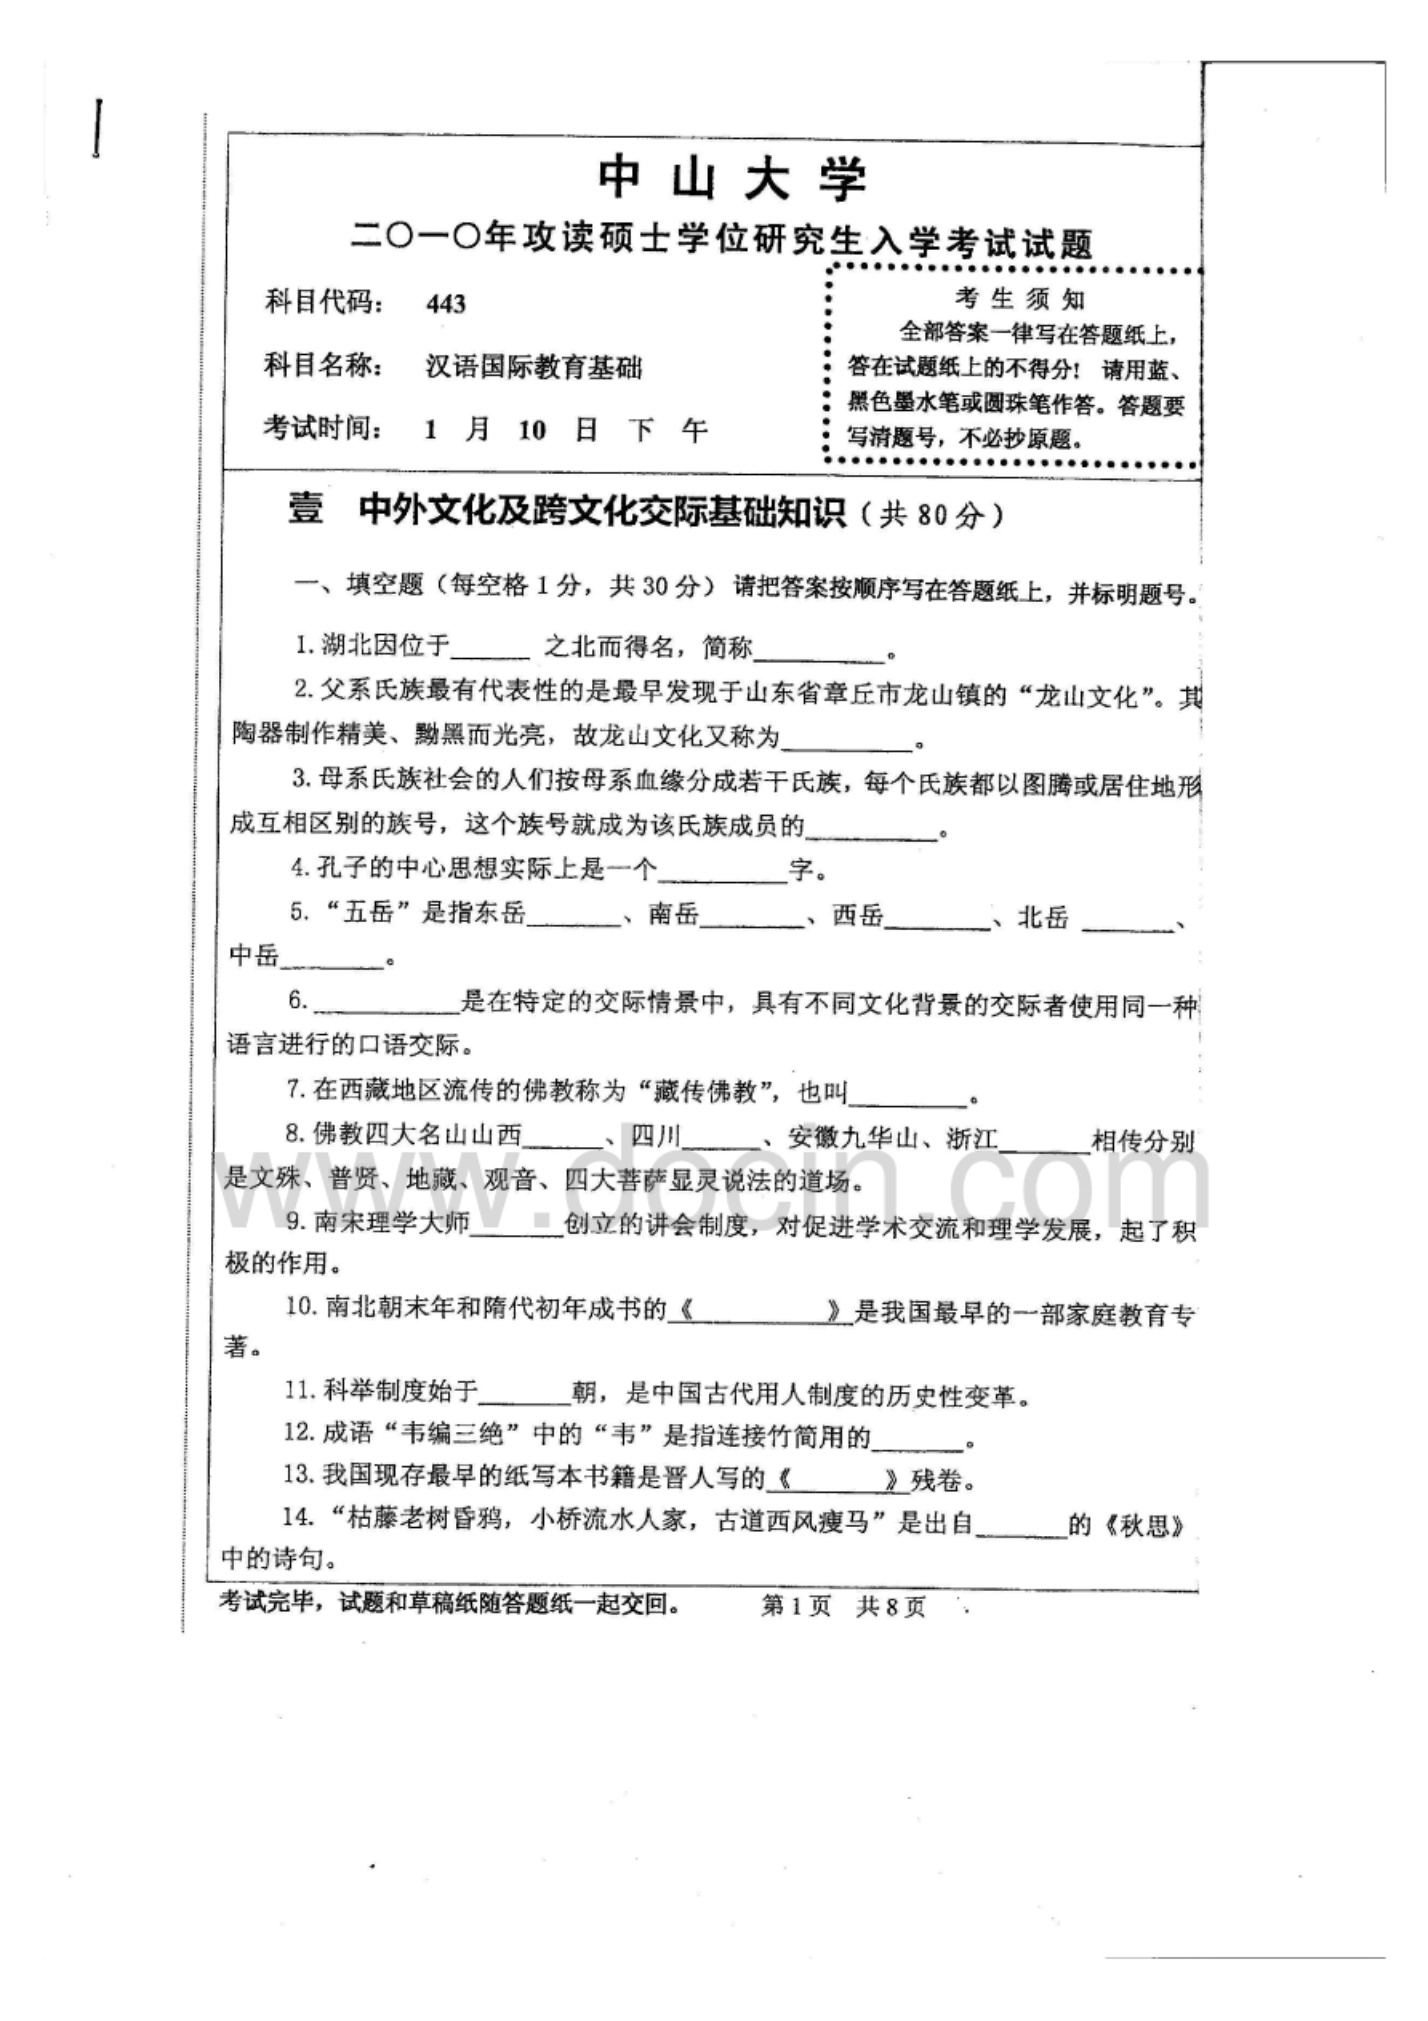 中山大学
二〇一〇年攻读硕士学位研究生入学考试试题
科目代码： 443
科目名称： 汉语国际教育基础
考试时间： 1 月 10 日 下 午
考 生 须 知
全部答案一律写在答题纸上，
答在试题纸上的不得分！ 请用蓝、
黑色墨水笔或圆珠笔作答。答题要
写清题号，不必抄原题。
壹 中外文化及跨文化交际基础知识（共 80 分）
一、填空题（每空格 1 分，共 30 分）请把答案按顺序写在答题纸上，并标明题号。
1. 湖北因位于______ 之北而得名，简称__________。
2. 父系氏族最有代表性的是最早发现于山东省章丘市龙山镇的“龙山文化”。其
陶器制作精美、黝黑而光亮，故龙山文化又称为__________。
3. 母系氏族社会的人们按母系血缘分成若干氏族，每个氏族都以图腾或居住地形
成互相区别的族号，这个族号就成为该氏族成员的__________。
4. 孔子的中心思想实际上是一个__________字。
5. “五岳”是指东岳_______、南岳________、西岳________、北岳 _______、
中岳________。
6. ___________是在特定的交际情景中，具有不同文化背景的交际者使用同一种
语言进行的口语交际。
7. 在西藏地区流传的佛教称为“藏传佛教”，也叫_________。
8. 佛教四大名山山西______、四川______、安徽九华山、浙江_______相传分别
是文殊、普贤、地藏、观音、四大菩萨显灵说法的道场。
www.docin.com
9. 南宋理学大师_______创立的讲会制度，对促进学术交流和理学发展，起了积
极的作用。
10. 南北朝末年和隋代初年成书的《__________》是我国最早的一部家庭教育专
著。
11. 科举制度始于_______朝，是中国古代用人制度的历史性变革。
12. 成语“韦编三绝”中的“韦”是指连接竹简用的_______。
13. 我国现存最早的纸写本书籍是晋人写的《_______》残卷。
14. “枯藤老树昏鸦，小桥流水人家，古道西风瘦马”是出自_______的《秋思》
中的诗句。
考试完毕，试题和草稿纸随答题纸一起交回。 第 1 页 共 8 页